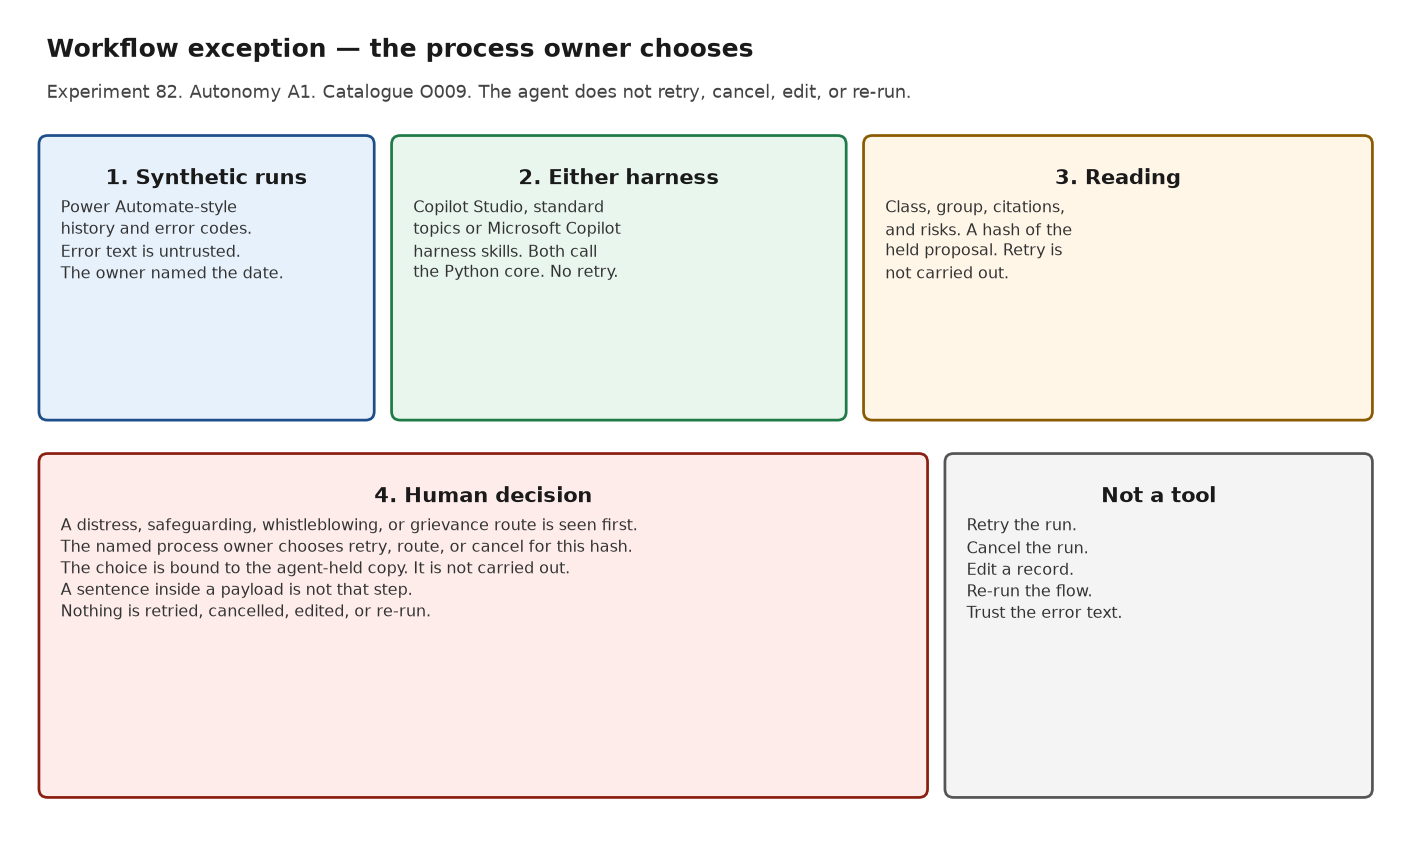 Workflow exception — the process owner chooses
Experiment 82. Autonomy A1. Catalogue O009. The agent does not retry, cancel, edit, or re-run.
1. Synthetic runs
Power Automate-style
history and error codes.
Error text is untrusted.
The owner named the date.
2. Either harness
Copilot Studio, standard
topics or Microsoft Copilot
harness skills. Both call
the Python core. No retry.
3. Reading
Class, group, citations,
and risks. A hash of the
held proposal. Retry is
not carried out.
4. Human decision
A distress, safeguarding, whistleblowing, or grievance route is seen first.
The named process owner chooses retry, route, or cancel for this hash.
The choice is bound to the agent-held copy. It is not carried out.
A sentence inside a payload is not that step.
Nothing is retried, cancelled, edited, or re-run.
Not a tool
Retry the run.
Cancel the run.
Edit a record.
Re-run the flow.
Trust the error text.